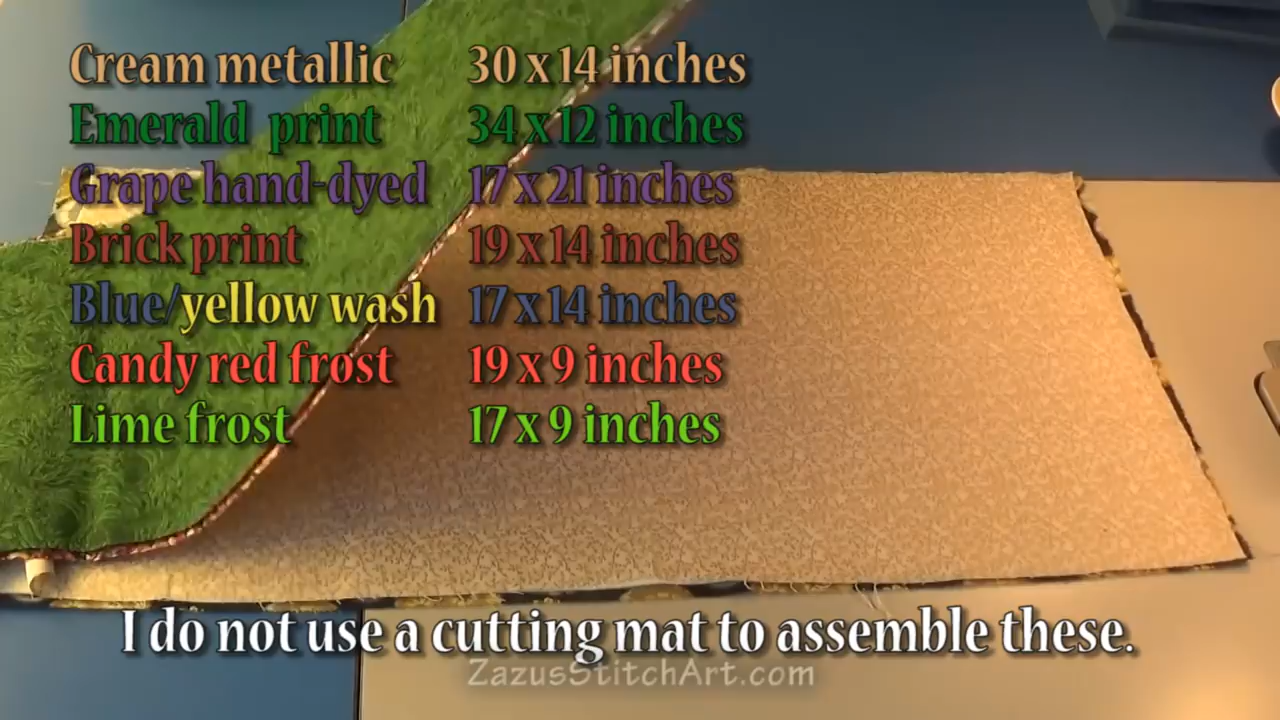 Cream metallic 30 x 14 inches
Emerald print 34 x 12 inches
Grape hand-dyed 17 x 21 inches
Brick print 19 x 14 inches
Blue/yellow wash 17 x 14 inches
Candy red frost 19 x 9 inches
Lime frost 17 x 9 inches
I do not use a cutting mat to assemble these.
ZazusStitchArt.com